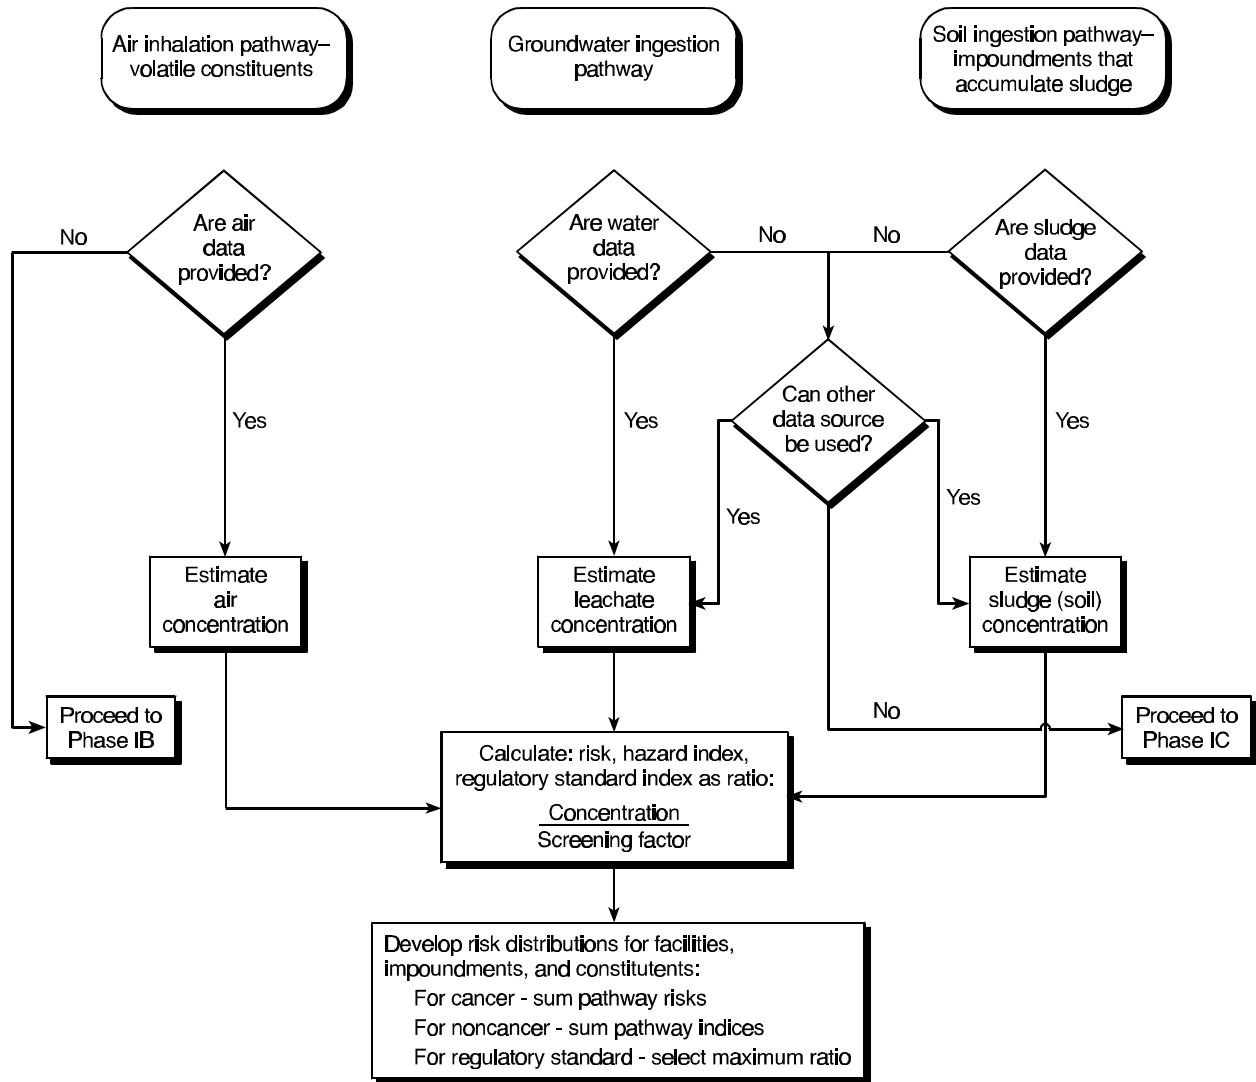 Air inhalation pathway–
volatile constituents
Groundwater ingestion
pathway
Soil ingestion pathway–
impoundments that
accumulate sludge
Are air
data
provided?
No
Yes
Are water
data
provided?
No
No
Are sludge
data
provided?
Yes
Can other
data source
be used?
Yes
Yes
Yes
Estimate
air
concentration
Estimate
leachate
concentration
Estimate
sludge (soil)
concentration
Proceed to
Phase IB
No
Proceed to
Phase IC
Calculate: risk, hazard index,
regulatory standard index as ratio:
Concentration
Screening factor
Develop risk distributions for facilities,
impoundments, and constitutents:
For cancer - sum pathway risks
For noncancer - sum pathway indices
For regulatory standard - select maximum ratio